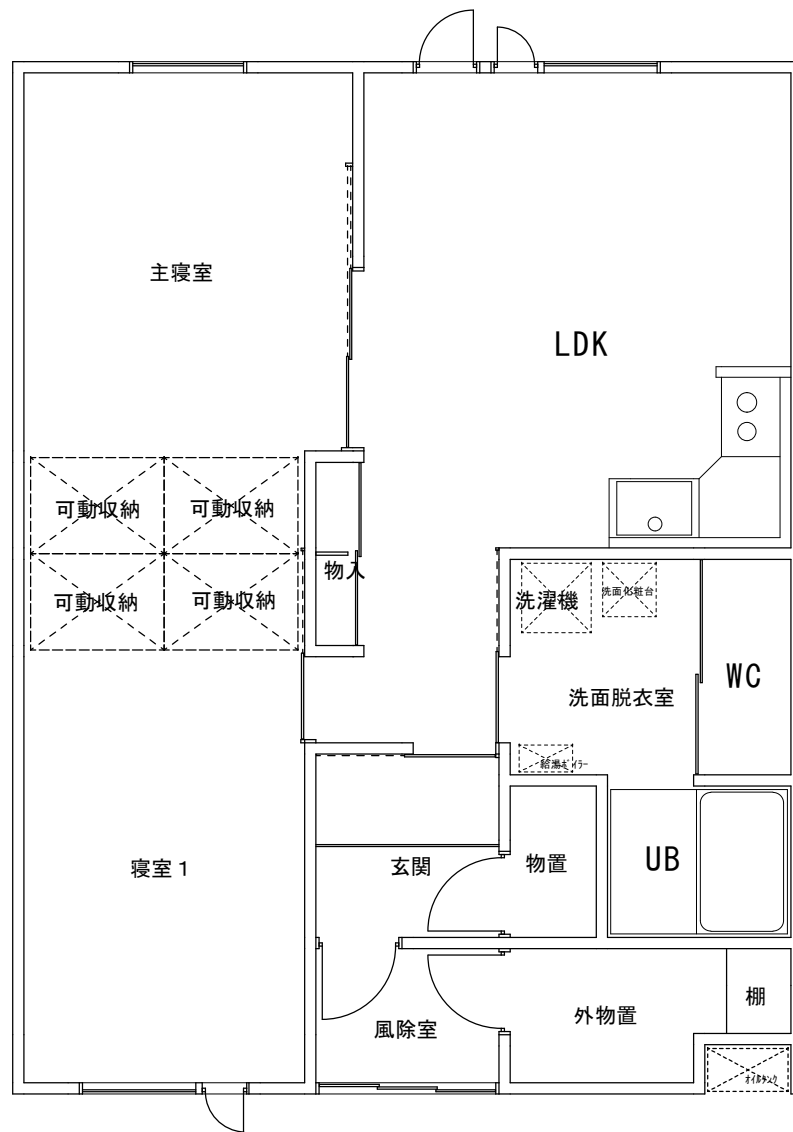 主寝室
LDK
可動収納
可動収納
物入
可動収納
可動収納
洗濯機
洗面化粧台
WC
洗面脱衣室
給湯ボイラー
寝室１
玄関
物置
UB
風除室
外物置
棚
オイルタンク